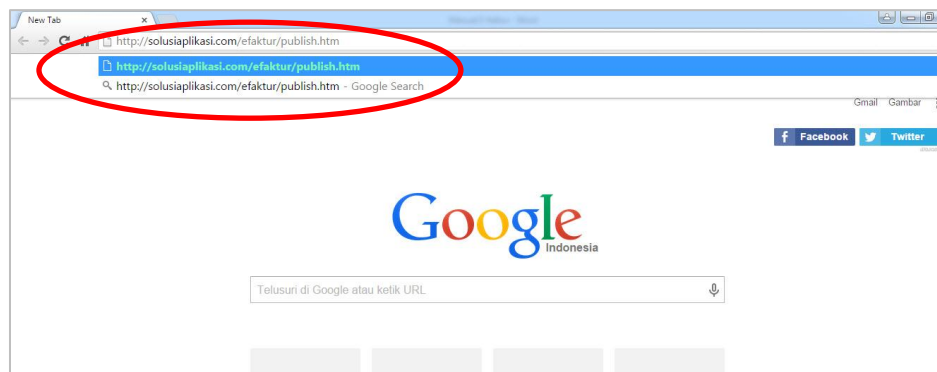 New Tab
http://solusiaplikasi.com/efaktur/publish.htm
http://solusiaplikasi.com/efaktur/publish.htm
http://solusiaplikasi.com/efaktur/publish.htm - Google Search
Gmail Gambar
Facebook Twitter
Google
Indonesia
Telusuri di Google atau ketik URL